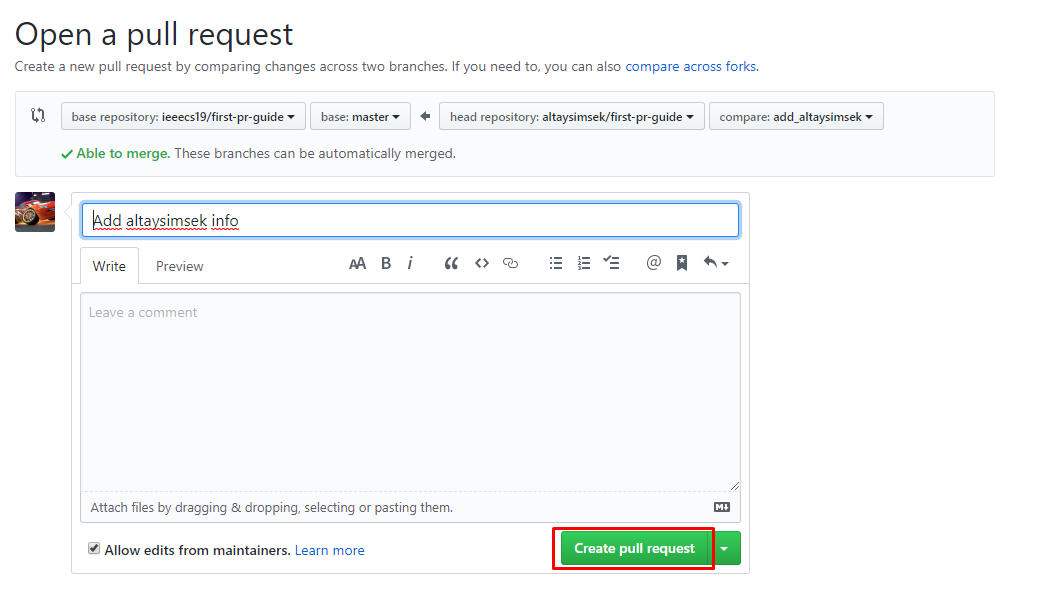 Open a pull request
Create a new pull request by comparing changes across two branches. If you need to, you can also compare across forks.
base repository: ieeecs19/first-pr-guide base: master head repository: altaysimsek/first-pr-guide compare: add_altaysimsek
Able to merge. These branches can be automatically merged.
Add altaysimsek info
Write Preview AA B i
Leave a comment
Attach files by dragging & dropping, selecting or pasting them.
Allow edits from maintainers. Learn more Create pull request